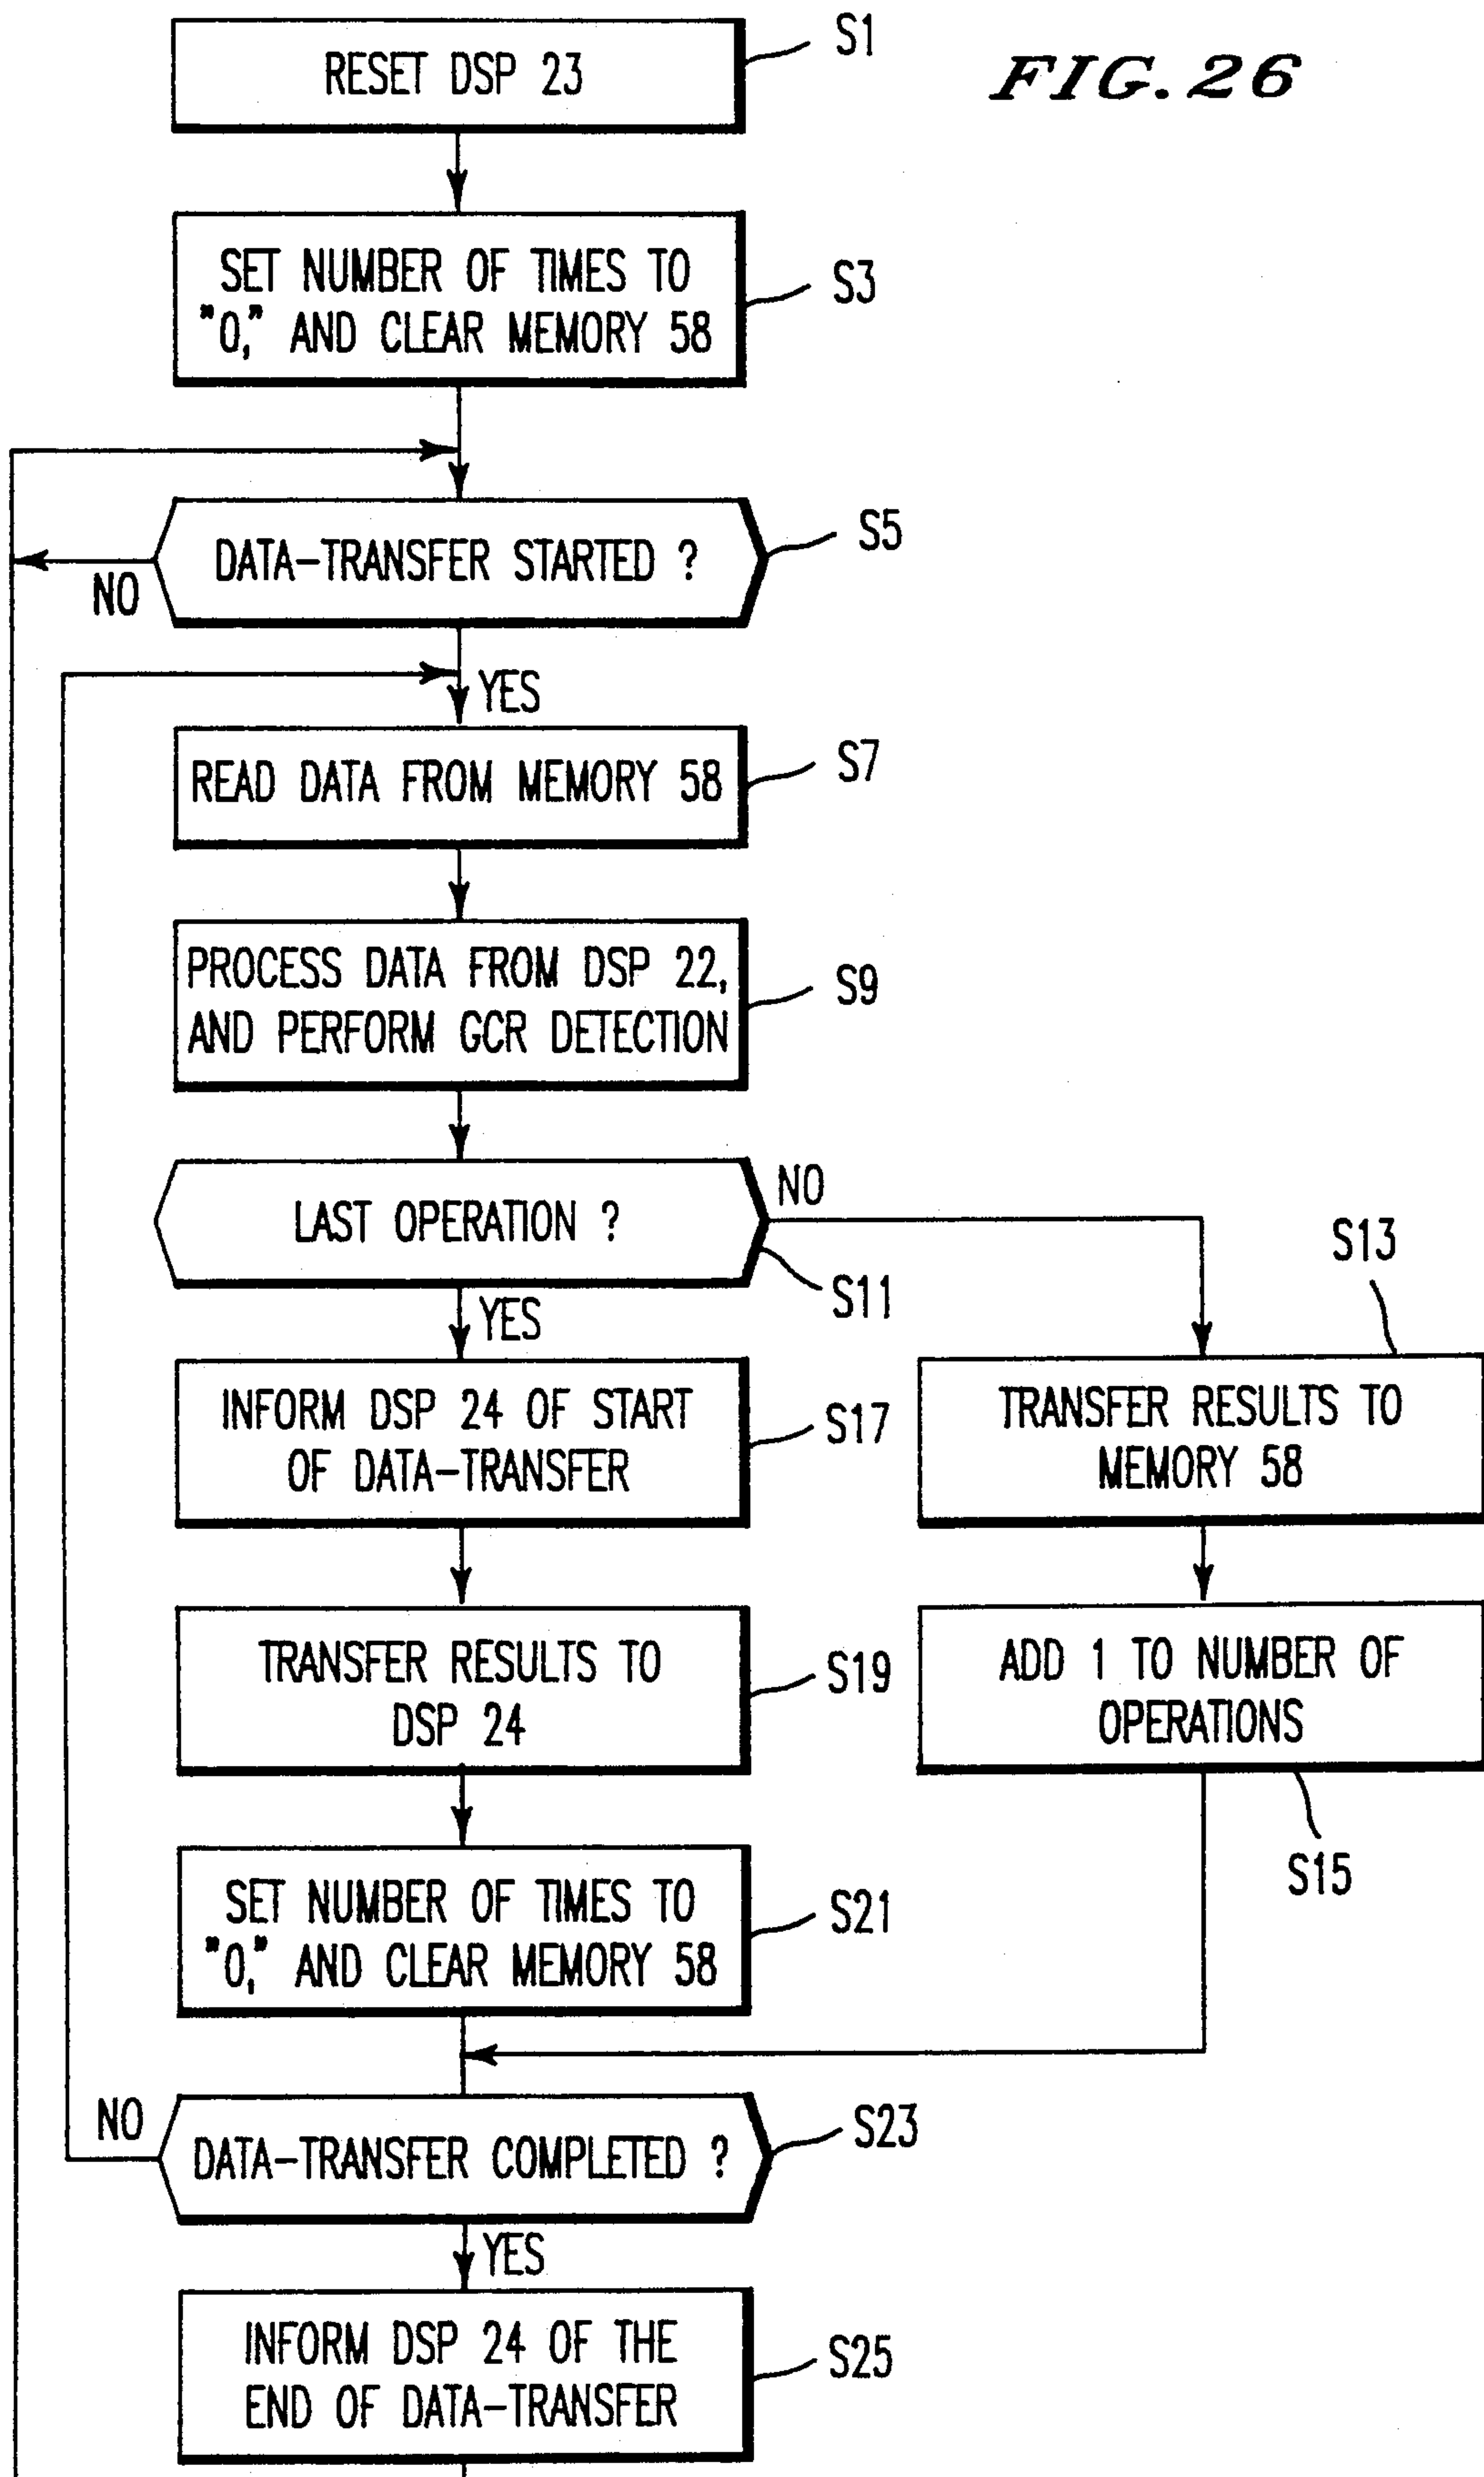 FIG. 26
RESET DSP 23
S1
SET NUMBER OF TIMES TO
"0," AND CLEAR MEMORY 58
S3
DATA-TRANSFER STARTED ?
S5
NO
YES
READ DATA FROM MEMORY 58
S7
PROCESS DATA FROM DSP 22,
AND PERFORM GCR DETECTION
S9
LAST OPERATION ?
NO
S11
YES
S13
INFORM DSP 24 OF START
OF DATA-TRANSFER
S17
TRANSFER RESULTS TO
MEMORY 58
TRANSFER RESULTS TO
DSP 24
S19
ADD 1 TO NUMBER OF
OPERATIONS
S15
SET NUMBER OF TIMES TO
"0," AND CLEAR MEMORY 58
S21
NO
DATA-TRANSFER COMPLETED ?
S23
YES
INFORM DSP 24 OF THE
END OF DATA-TRANSFER
S25